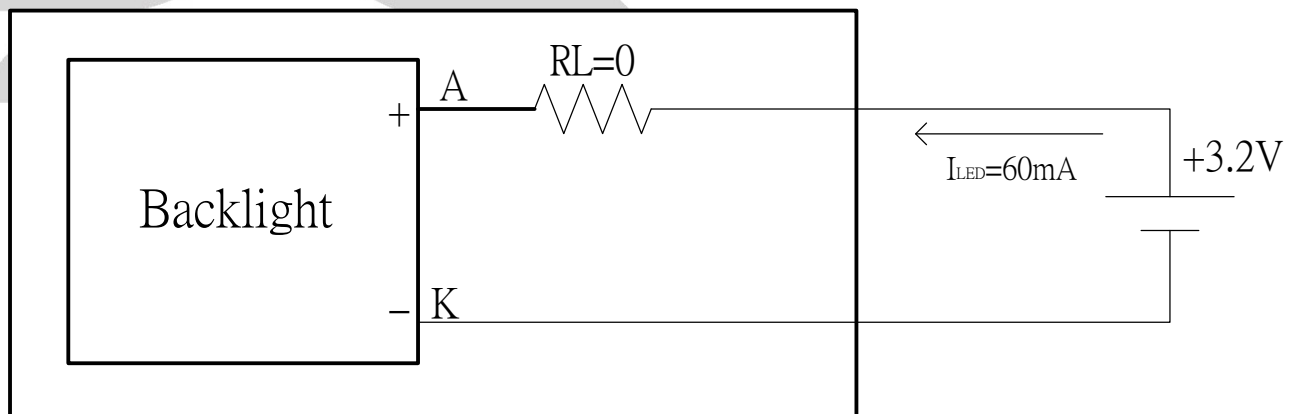 RL=0
A
+
+3.2V
ILED=60mA
Backlight
K
−